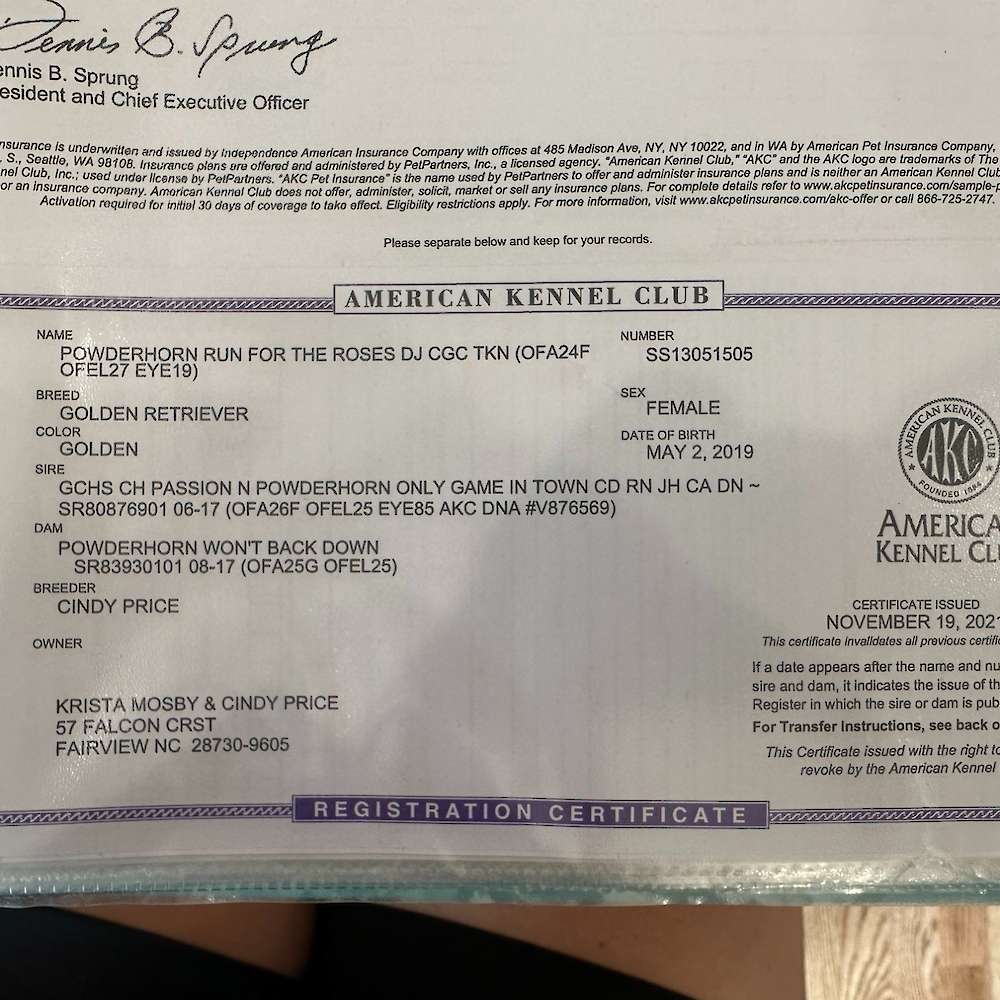 Dennis B. Sprung
ennis B. Sprung
esident and Chief Executive Officer
nsurance is underwritten and issued by Independence American Insurance Company with offices at 485 Madison Ave, NY, NY 10022, and in WA by American Pet Insurance Company,
. S., Seattle, WA 98108. Insurance plans are offered and administered by PetPartners, Inc., a licensed agency. "American Kennel Club," "AKC" and the AKC logo are trademarks of The
nel Club, Inc.; used under license by PetPartners. "AKC Pet Insurance" is the name used by PetPartners to offer and administer insurance plans and is neither an American Kennel Club
or an insurance company. American Kennel Club does not offer, administer, solicit, market or sell any insurance plans. For complete details refer to www.akcpetinsurance.com/sample-p
Activation required for initial 30 days of coverage to take effect. Eligibility restrictions apply. For more information, visit www.akcpetinsurance.com/akc-offer or call 866-725-2747.
Please separate below and keep for your records.
AMERICAN KENNEL CLUB
NAME
POWDERHORN RUN FOR THE ROSES DJ CGC TKN (OFA24F
OFEL27 EYE19)
NUMBER
SS13051505
BREED
GOLDEN RETRIEVER
SEX
FEMALE
COLOR
GOLDEN
DATE OF BIRTH
MAY 2, 2019
SIRE
GCHS CH PASSION N POWDERHORN ONLY GAME IN TOWN CD RN JH CA DN ~
SR80876901 06-17 (OFA26F OFEL25 EYE85 AKC DNA #V876569)
DAM
POWDERHORN WON'T BACK DOWN
SR83930101 08-17 (OFA25G OFEL25)
BREEDER
CINDY PRICE
OWNER
KRISTA MOSBY & CINDY PRICE
57 FALCON CRST
FAIRVIEW NC 28730-9605
AMERICAN KENNEL CLUB
AKC
FOUNDED 1884
AMERICA
KENNEL CL
CERTIFICATE ISSUED
NOVEMBER 19, 2021
This certificate invalidates all previous certific
If a date appears after the name and nu
sire and dam, it indicates the issue of th
Register in which the sire or dam is pub
For Transfer Instructions, see back o
This Certificate issued with the right to
revoke by the American Kennel
REGISTRATION CERTIFICATE